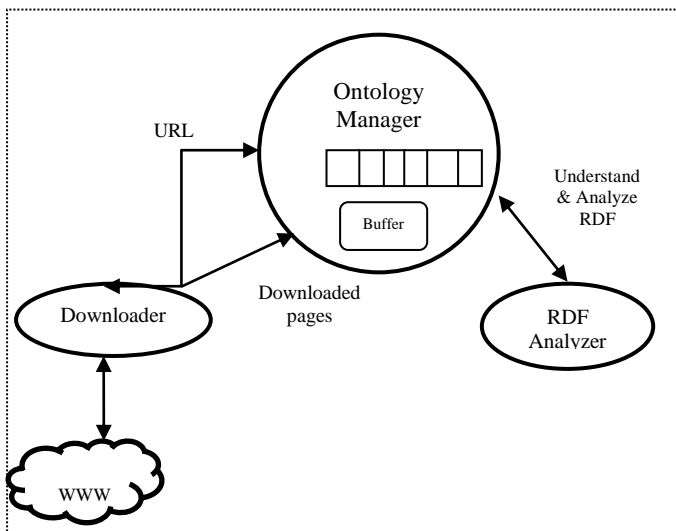 Ontology
Manager
URL
Understand
& Analyze
RDF
Buffer
Downloaded
pages
Downloader
RDF
Analyzer
WWW